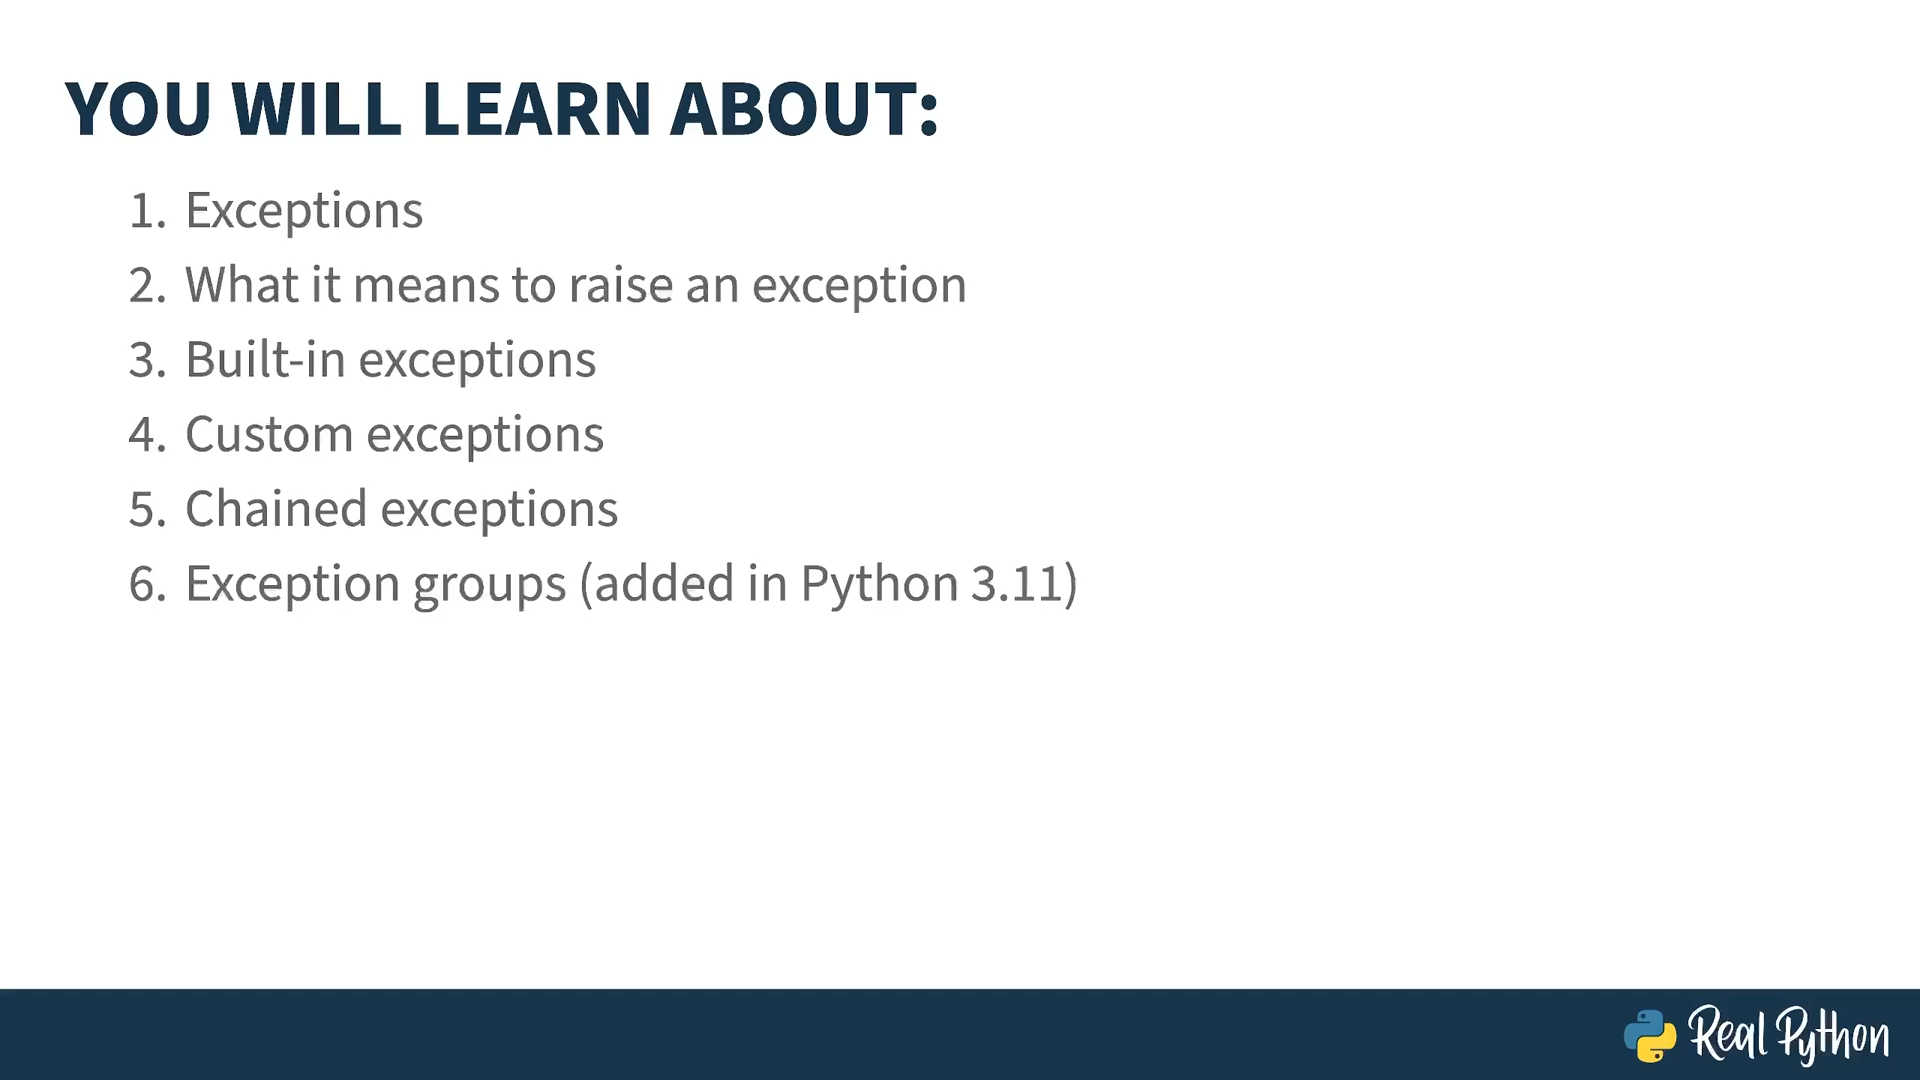 YOU WILL LEARN ABOUT:
1. Exceptions
2. What it means to raise an exception
3. Built-in exceptions
4. Custom exceptions
5. Chained exceptions
6. Exception groups (added in Python 3.11)
Real Python